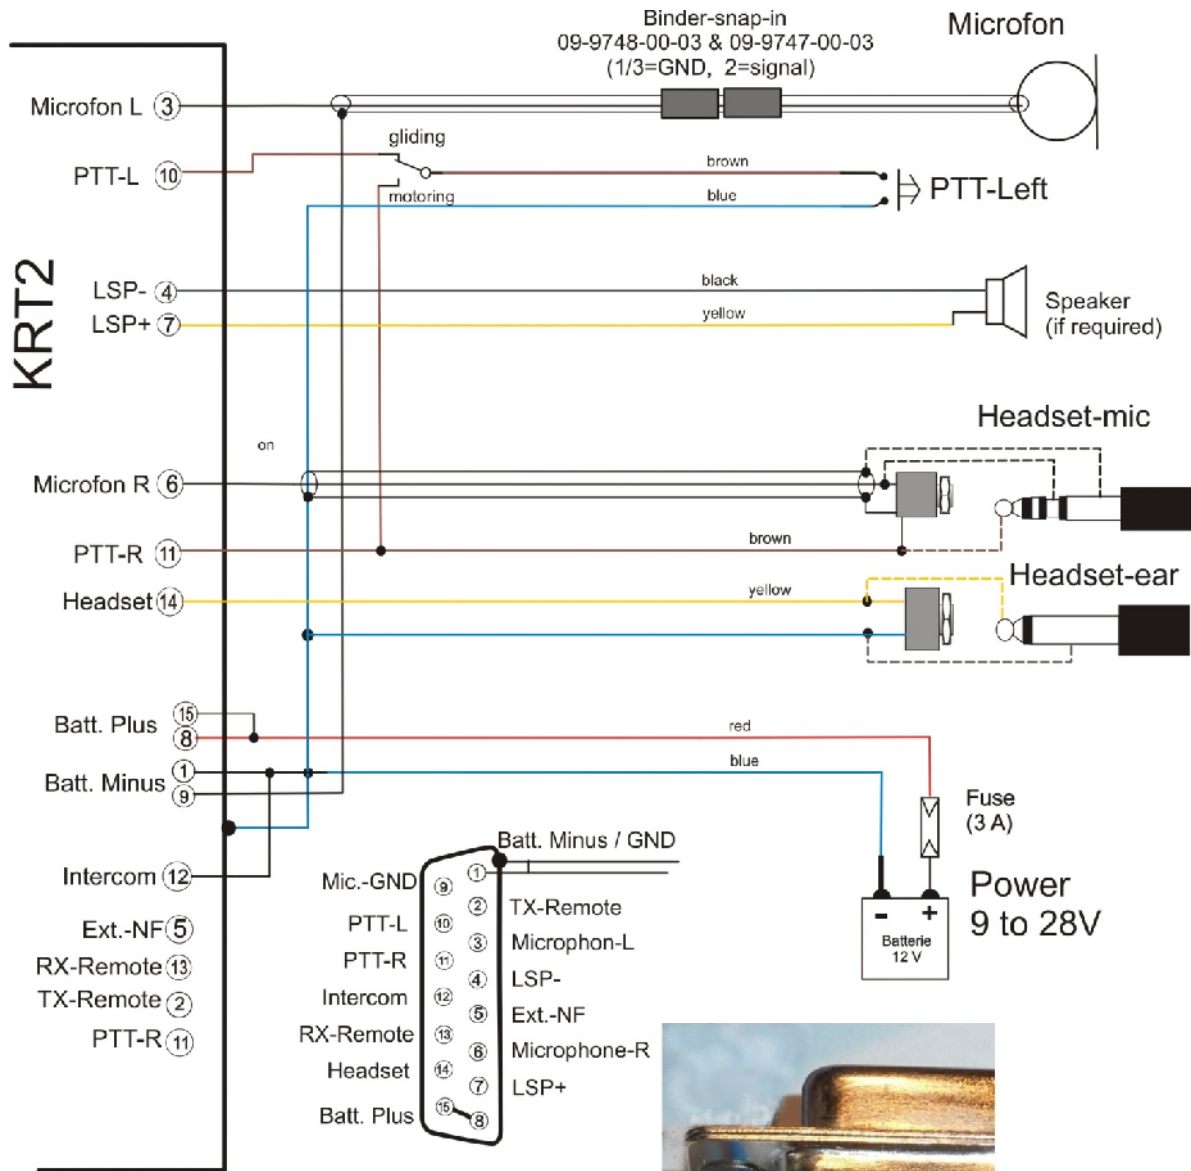 Binder-snap-in
09-9748-00-03 & 09-9747-00-03
(1/3=GND, 2=signal)
Microfon
Microfon L 3
gliding
PTT-L 10
brown
motoring
blue
PTT-Left
KRT2
LSP- 4
black
LSP+ 7
yellow
Speaker
(if required)
Headset-mic
on
Microfon R 6
PTT-R 11
brown
Headset-ear
Headset 14
yellow
Batt. Plus
15
8
red
Batt. Minus
1
9
blue
Fuse
(3 A)
Power
9 to 28V
- +
Batterie
12 V
Intercom 12
Ext.-NF 5
RX-Remote 13
TX-Remote 2
PTT-R 11
Batt. Minus / GND
Mic.-GND 9
1
2 TX-Remote
PTT-L 10
3 Microphon-L
PTT-R 11
4 LSP-
Intercom 12
5 Ext.-NF
RX-Remote 13
6 Microphone-R
Headset 14
7 LSP+
Batt. Plus 15
8